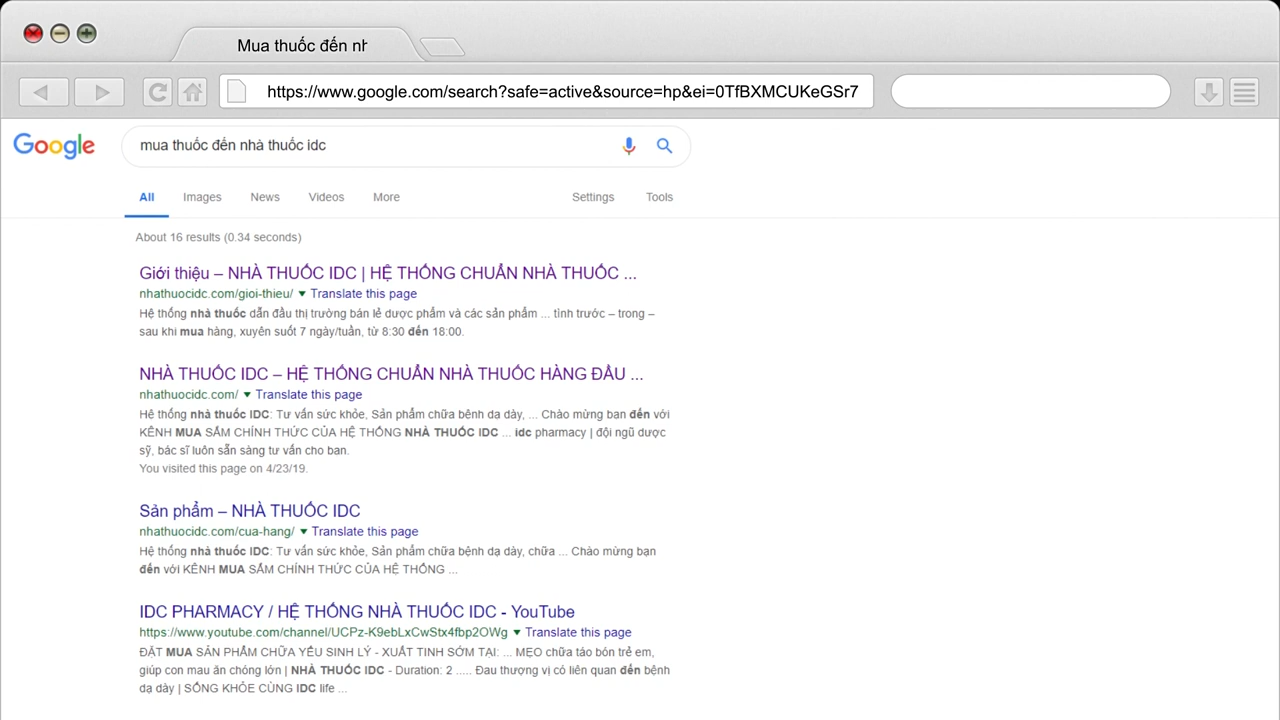 Mua thuốc đến nh
https://www.google.com/search?safe=active&source=hp&ei=0TfBXMCUKeGSr7
Google
mua thuốc đến nhà thuốc idc
All Images News Videos More Settings Tools
About 16 results (0.34 seconds)
Giới thiệu – NHÀ THUỐC IDC | HỆ THỐNG CHUẨN NHÀ THUỐC ...
nhathuocidc.com/gioi-thieu/ Translate this page
Hệ thống nhà thuốc dẫn đầu thị trường bán lẻ dược phẩm và các sản phẩm ... tình trước – trong –
sau khi mua hàng, xuyên suốt 7 ngày/tuần, từ 8:30 đến 18:00.
NHÀ THUỐC IDC – HỆ THỐNG CHUẨN NHÀ THUỐC HÀNG ĐẦU ...
nhathuocidc.com/ Translate this page
Hệ thống nhà thuốc IDC: Tư vấn sức khỏe, Sản phẩm chữa bệnh dạ dày, ... Chào mừng bạn đến với
KÊNH MUA SẮM CHÍNH THỨC CỦA HỆ THỐNG NHÀ THUỐC IDC ... idc pharmacy | đội ngũ dược
sỹ, bác sĩ luôn sẵn sàng tư vấn cho bạn.
You visited this page on 4/23/19.
Sản phẩm – NHÀ THUỐC IDC
nhathuocidc.com/cua-hang/ Translate this page
Hệ thống nhà thuốc IDC: Tư vấn sức khỏe, Sản phẩm chữa bệnh dạ dày, chữa ... Chào mừng bạn
đến với KÊNH MUA SẮM CHÍNH THỨC CỦA HỆ THỐNG ...
IDC PHARMACY / HỆ THỐNG NHÀ THUỐC IDC - YouTube
https://www.youtube.com/channel/UCPz-K9ebLxCwStx4fbp2OWg Translate this page
ĐẶT MUA SẢN PHẨM CHỮA YẾU SINH LÝ - XUẤT TINH SỚM TẠI: ... MẸO chữa táo bón trẻ em,
giúp con mau ăn chóng lớn | NHÀ THUỐC IDC - Duration: 2 ..... Đau thượng vị có liên quan đến bệnh
dạ dày | SỐNG KHỎE CÙNG IDC life ...